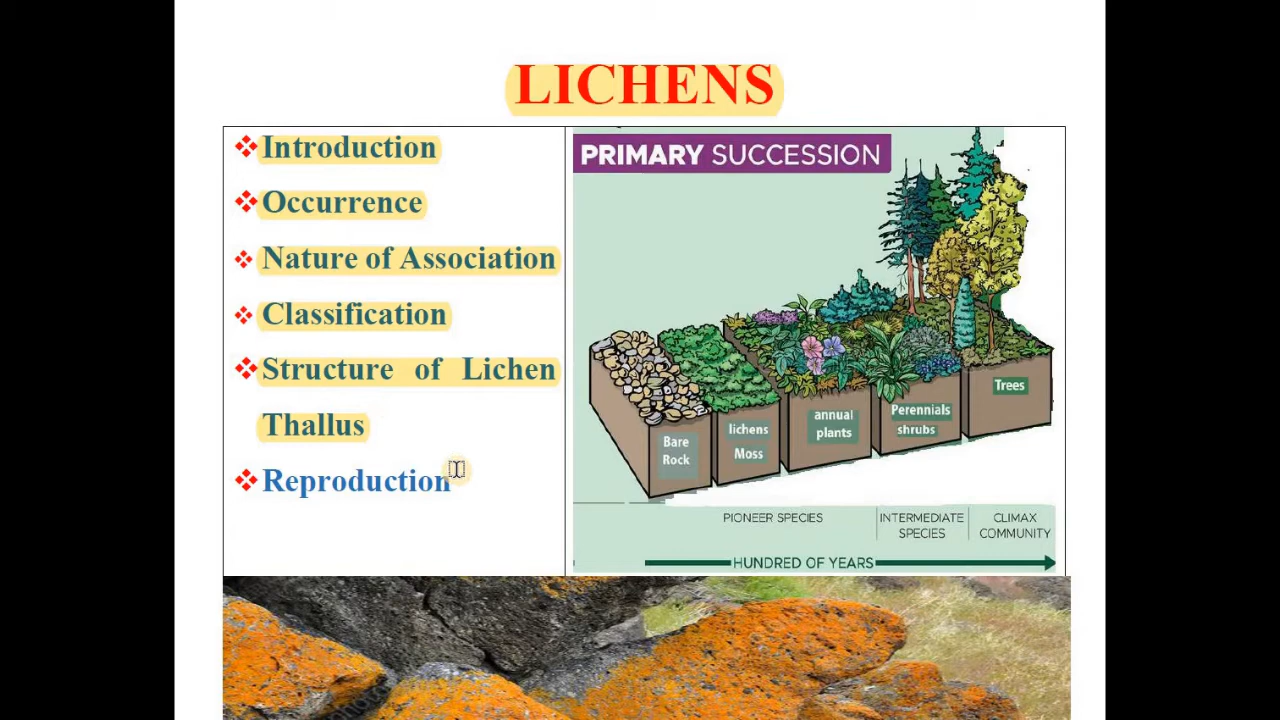 LICHENS
Introduction
Occurrence
Nature of Association
Classification
Structure of Lichen
Thallus
Reproduction
PRIMARY SUCCESSION
Bare
Rock
lichens
Moss
annual
plants
Perennials
shrubs
Trees
PIONEER SPECIES
INTERMEDIATE
SPECIES
CLIMAX
COMMUNITY
HUNDRED OF YEARS